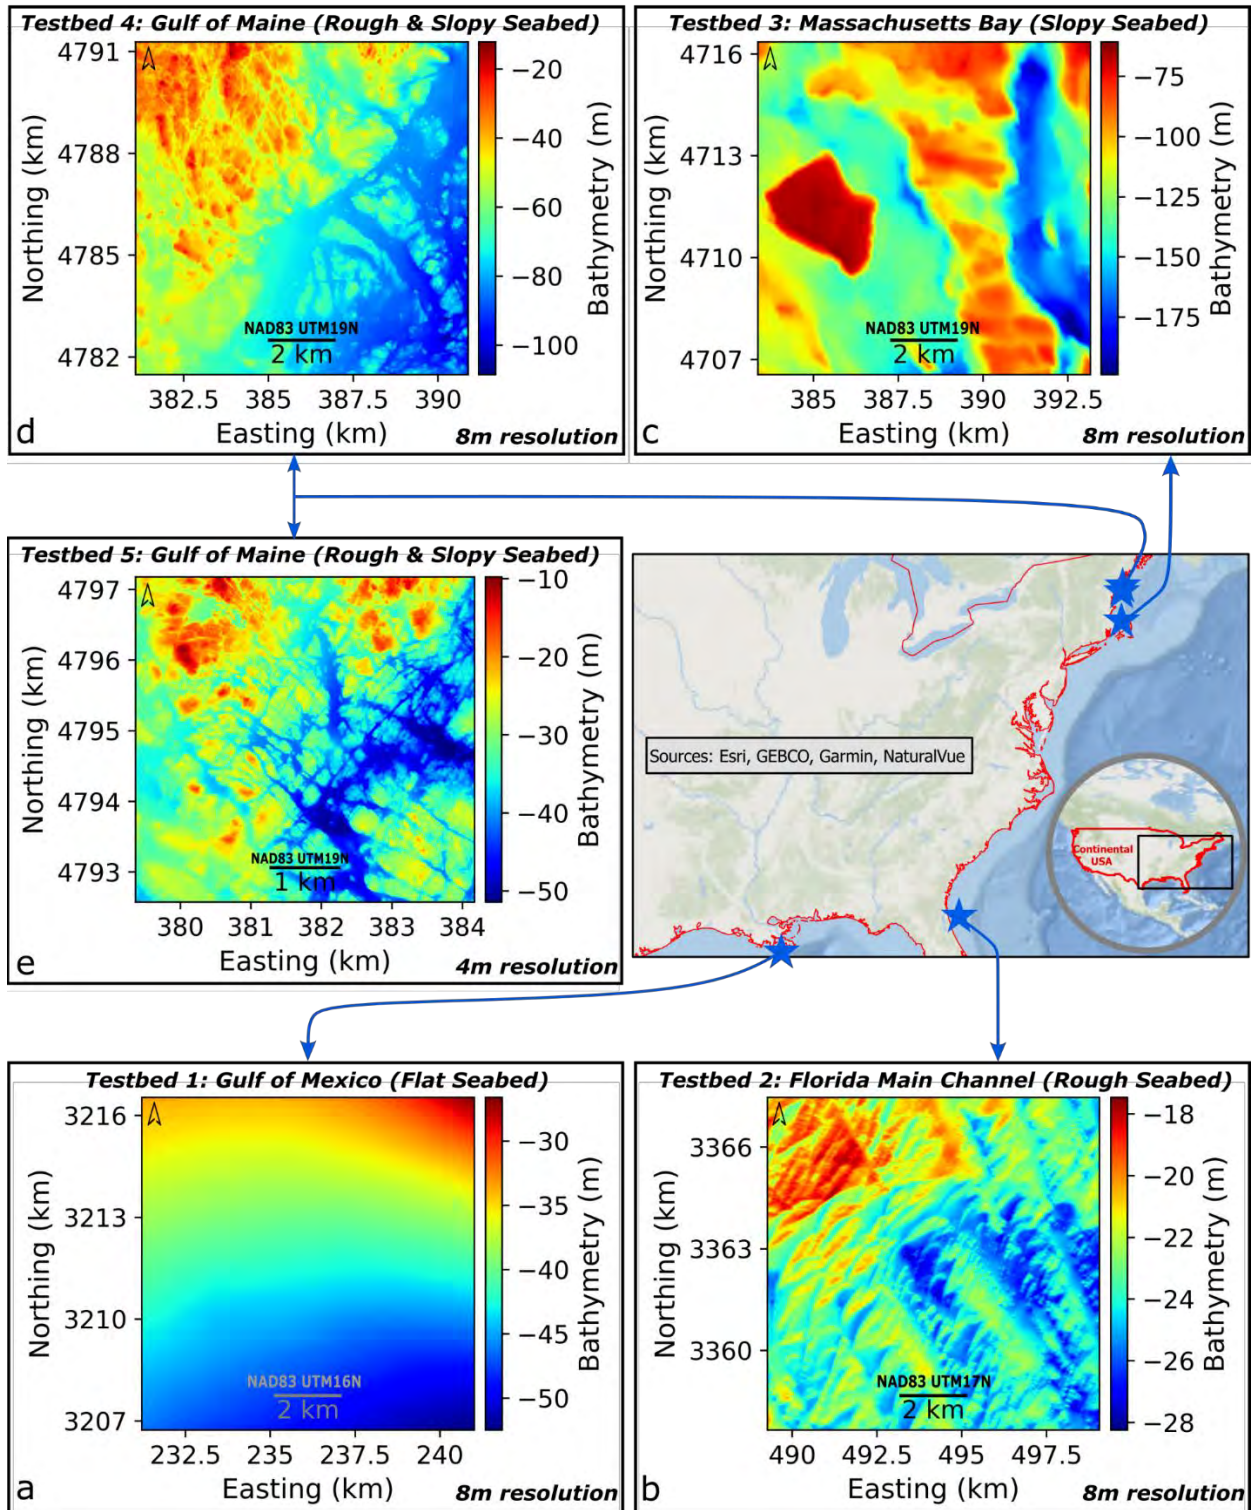 Testbed 4: Gulf of Maine (Rough & Slopy Seabed)
4791
4788
4785
4782
Northing (km)
NAD83 UTM19N
2 km
382.5 385 387.5 390
Easting (km)
−20
−40
−60
−80
−100
Bathymetry (m)
d
8m resolution
Testbed 3: Massachusetts Bay (Slopy Seabed)
4716
4713
4710
4707
Northing (km)
NAD83 UTM19N
2 km
385 387.5 390 392.5
Easting (km)
−75
−100
−125
−150
−175
Bathymetry (m)
c
8m resolution
Testbed 5: Gulf of Maine (Rough & Slopy Seabed)
4797
4796
4795
4794
4793
Northing (km)
NAD83 UTM19N
1 km
380 381 382 383 384
Easting (km)
−10
−20
−30
−40
−50
Bathymetry (m)
e
4m resolution
Sources: Esri, GEBCO, Garmin, NaturalVue
Continental
USA
Testbed 1: Gulf of Mexico (Flat Seabed)
3216
3213
3210
3207
Northing (km)
NAD83 UTM16N
2 km
232.5 235 237.5 240
Easting (km)
−30
−35
−40
−45
−50
Bathymetry (m)
a
8m resolution
Testbed 2: Florida Main Channel (Rough Seabed)
3366
3363
3360
Northing (km)
NAD83 UTM17N
2 km
490 492.5 495 497.5
Easting (km)
−18
−20
−22
−24
−26
−28
Bathymetry (m)
b
8m resolution